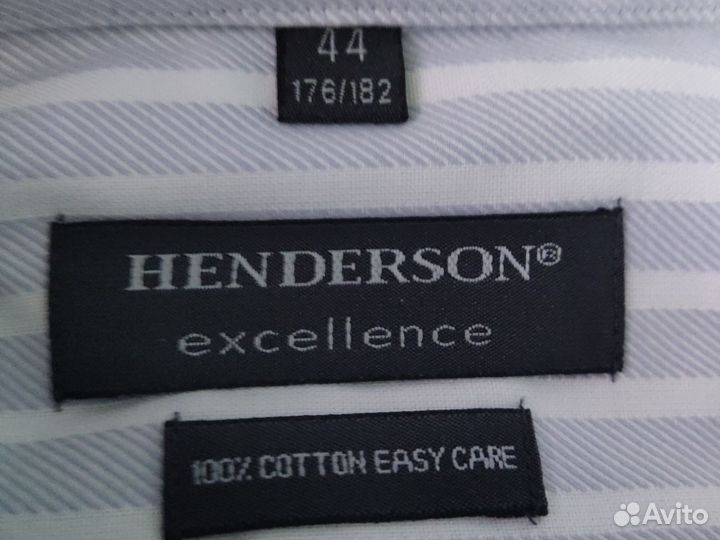 44
176/182
HENDERSON®
excellence
100% COTTON EASY CARE
Avito